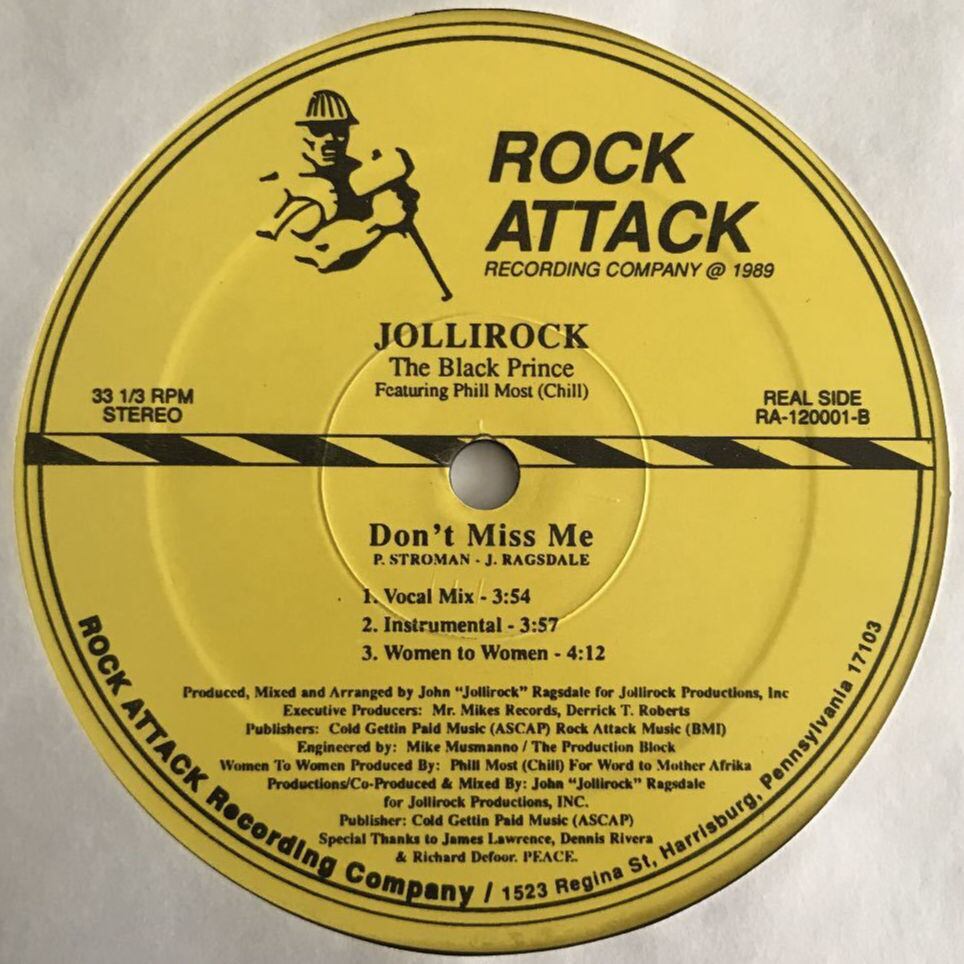 ROCK
ATTACK
RECORDING COMPANY @ 1989
JOLLIROCK
The Black Prince
Featuring Phill Most (Chill)
33 1/3 RPM
STEREO
REAL SIDE
RA-120001-B
Don't Miss Me
P. STROMAN - J. RAGSDALE
1. Vocal Mix - 3:54
2. Instrumental - 3:57
3. Women to Women - 4:12
Produced, Mixed and Arranged by John "Jollirock" Ragsdale for Jollirock Productions, Inc
Executive Producers: Mr. Mikes Records, Derrick T. Roberts
Publishers: Cold Gettin Paid Music (ASCAP) Rock Attack Music (BMI)
Engineered by: Mike Musmanno / The Production Block
Women To Women Produced By: Phill Most (Chill) For Word to Mother Afrika
Productions/Co-Produced & Mixed By: John "Jollirock" Ragsdale
for Jollirock Productions, INC.
Publisher: Cold Gettin Paid Music (ASCAP)
Special Thanks to James Lawrence, Dennis Rivera
& Richard Defoor. PEACE.
ROCK ATTACK Recording Company / 1523 Regina St, Harrisburg, Pennsylvania 17103